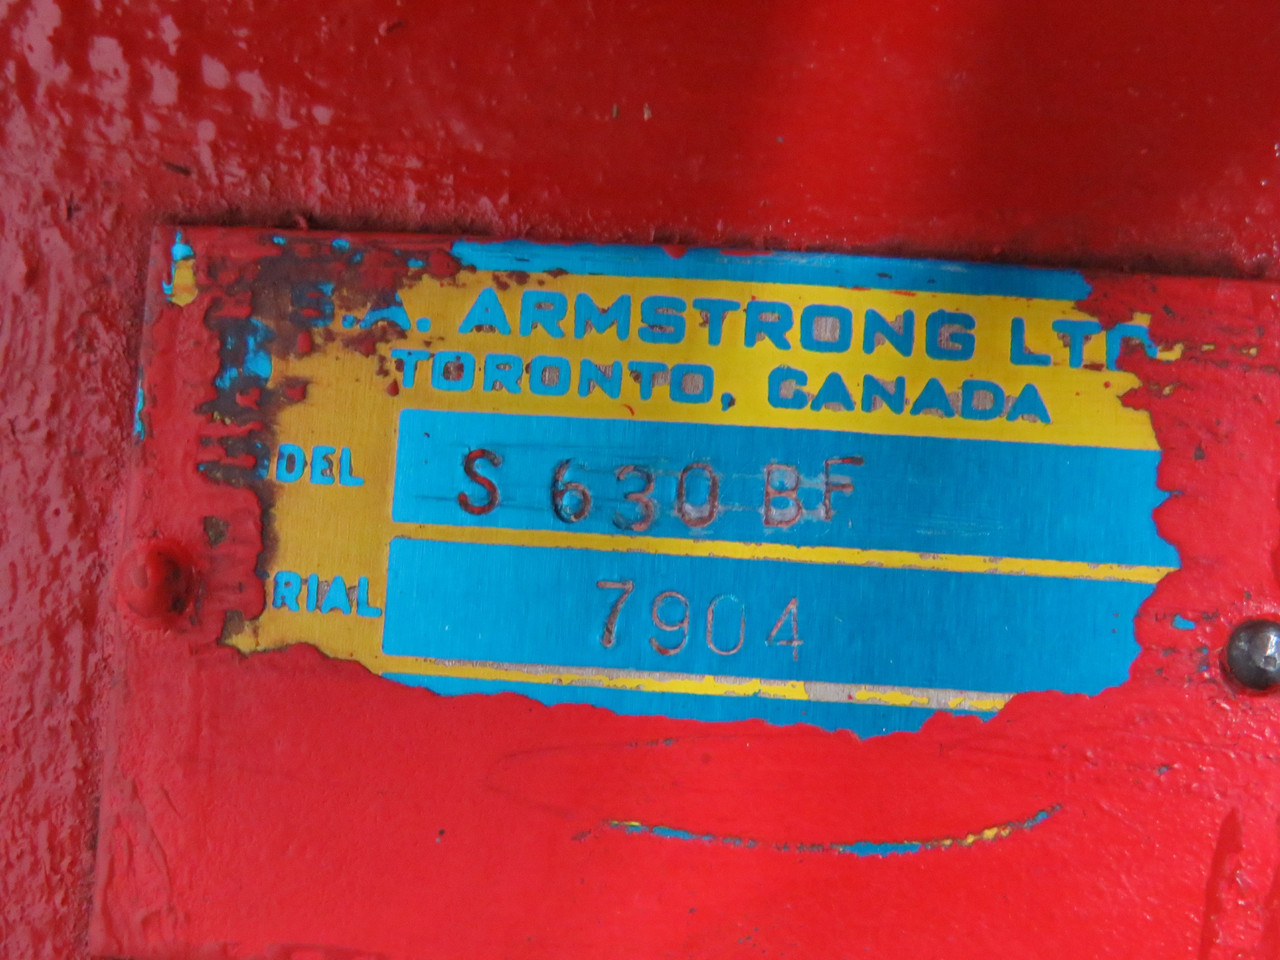 S.A. ARMSTRONG LTD
TORONTO, CANADA
DEL S 630 BF
RIAL 7904